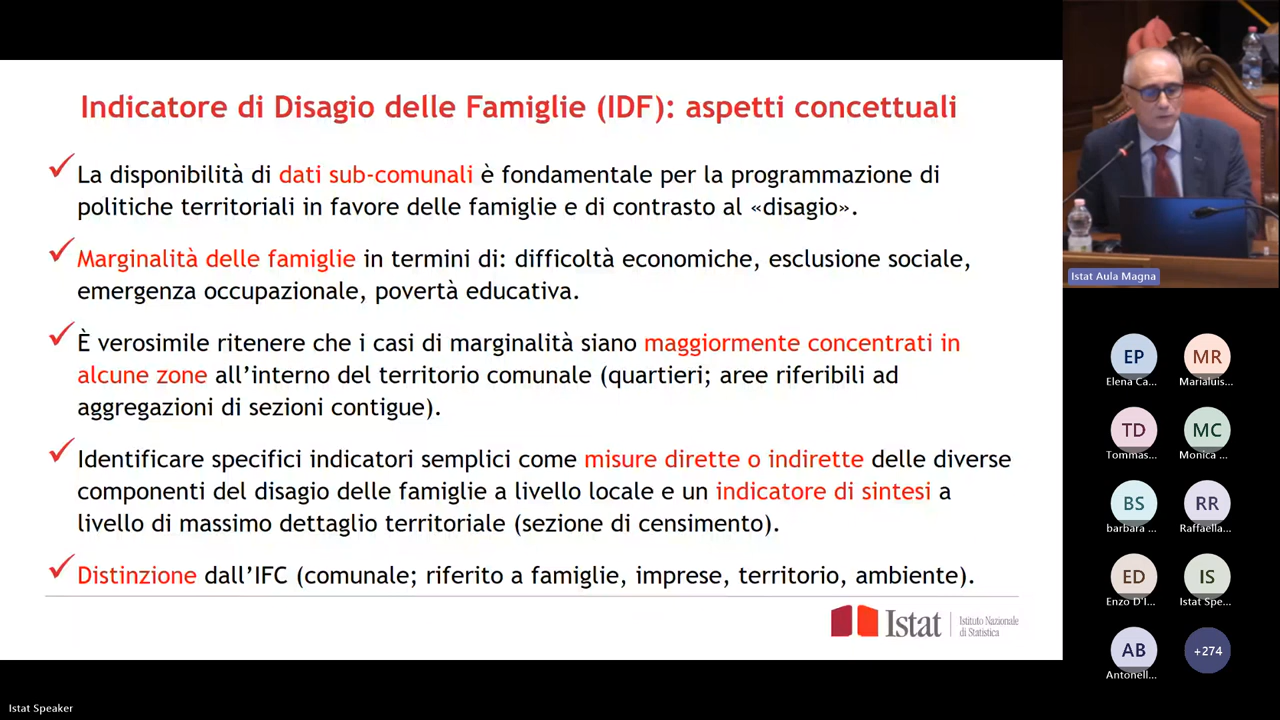 Indicatore di Disagio delle Famiglie (IDF): aspetti concettuali
La disponibilità di dati sub-comunali è fondamentale per la programmazione di
politiche territoriali in favore delle famiglie e di contrasto al «disagio».
Marginalità delle famiglie in termini di: difficoltà economiche, esclusione sociale,
emergenza occupazionale, povertà educativa.
È verosimile ritenere che i casi di marginalità siano maggiormente concentrati in
alcune zone all'interno del territorio comunale (quartieri; aree riferibili ad
aggregazioni di sezioni contigue).
Identificare specifici indicatori semplici come misure dirette o indirette delle diverse
componenti del disagio delle famiglie a livello locale e un indicatore di sintesi a
livello di massimo dettaglio territoriale (sezione di censimento).
Distinzione dall'IFC (comunale; riferito a famiglie, imprese, territorio, ambiente).
Istat
Istituto Nazionale
di Statistica
Istat Aula Magna
EP
Elena Ca...
MR
Marialuis...
TD
Tommas...
MC
Monica ...
BS
barbara ...
RR
Raffaella...
ED
Enzo D'I...
IS
Istat Spe...
AB
Antonell...
+274
Istat Speaker